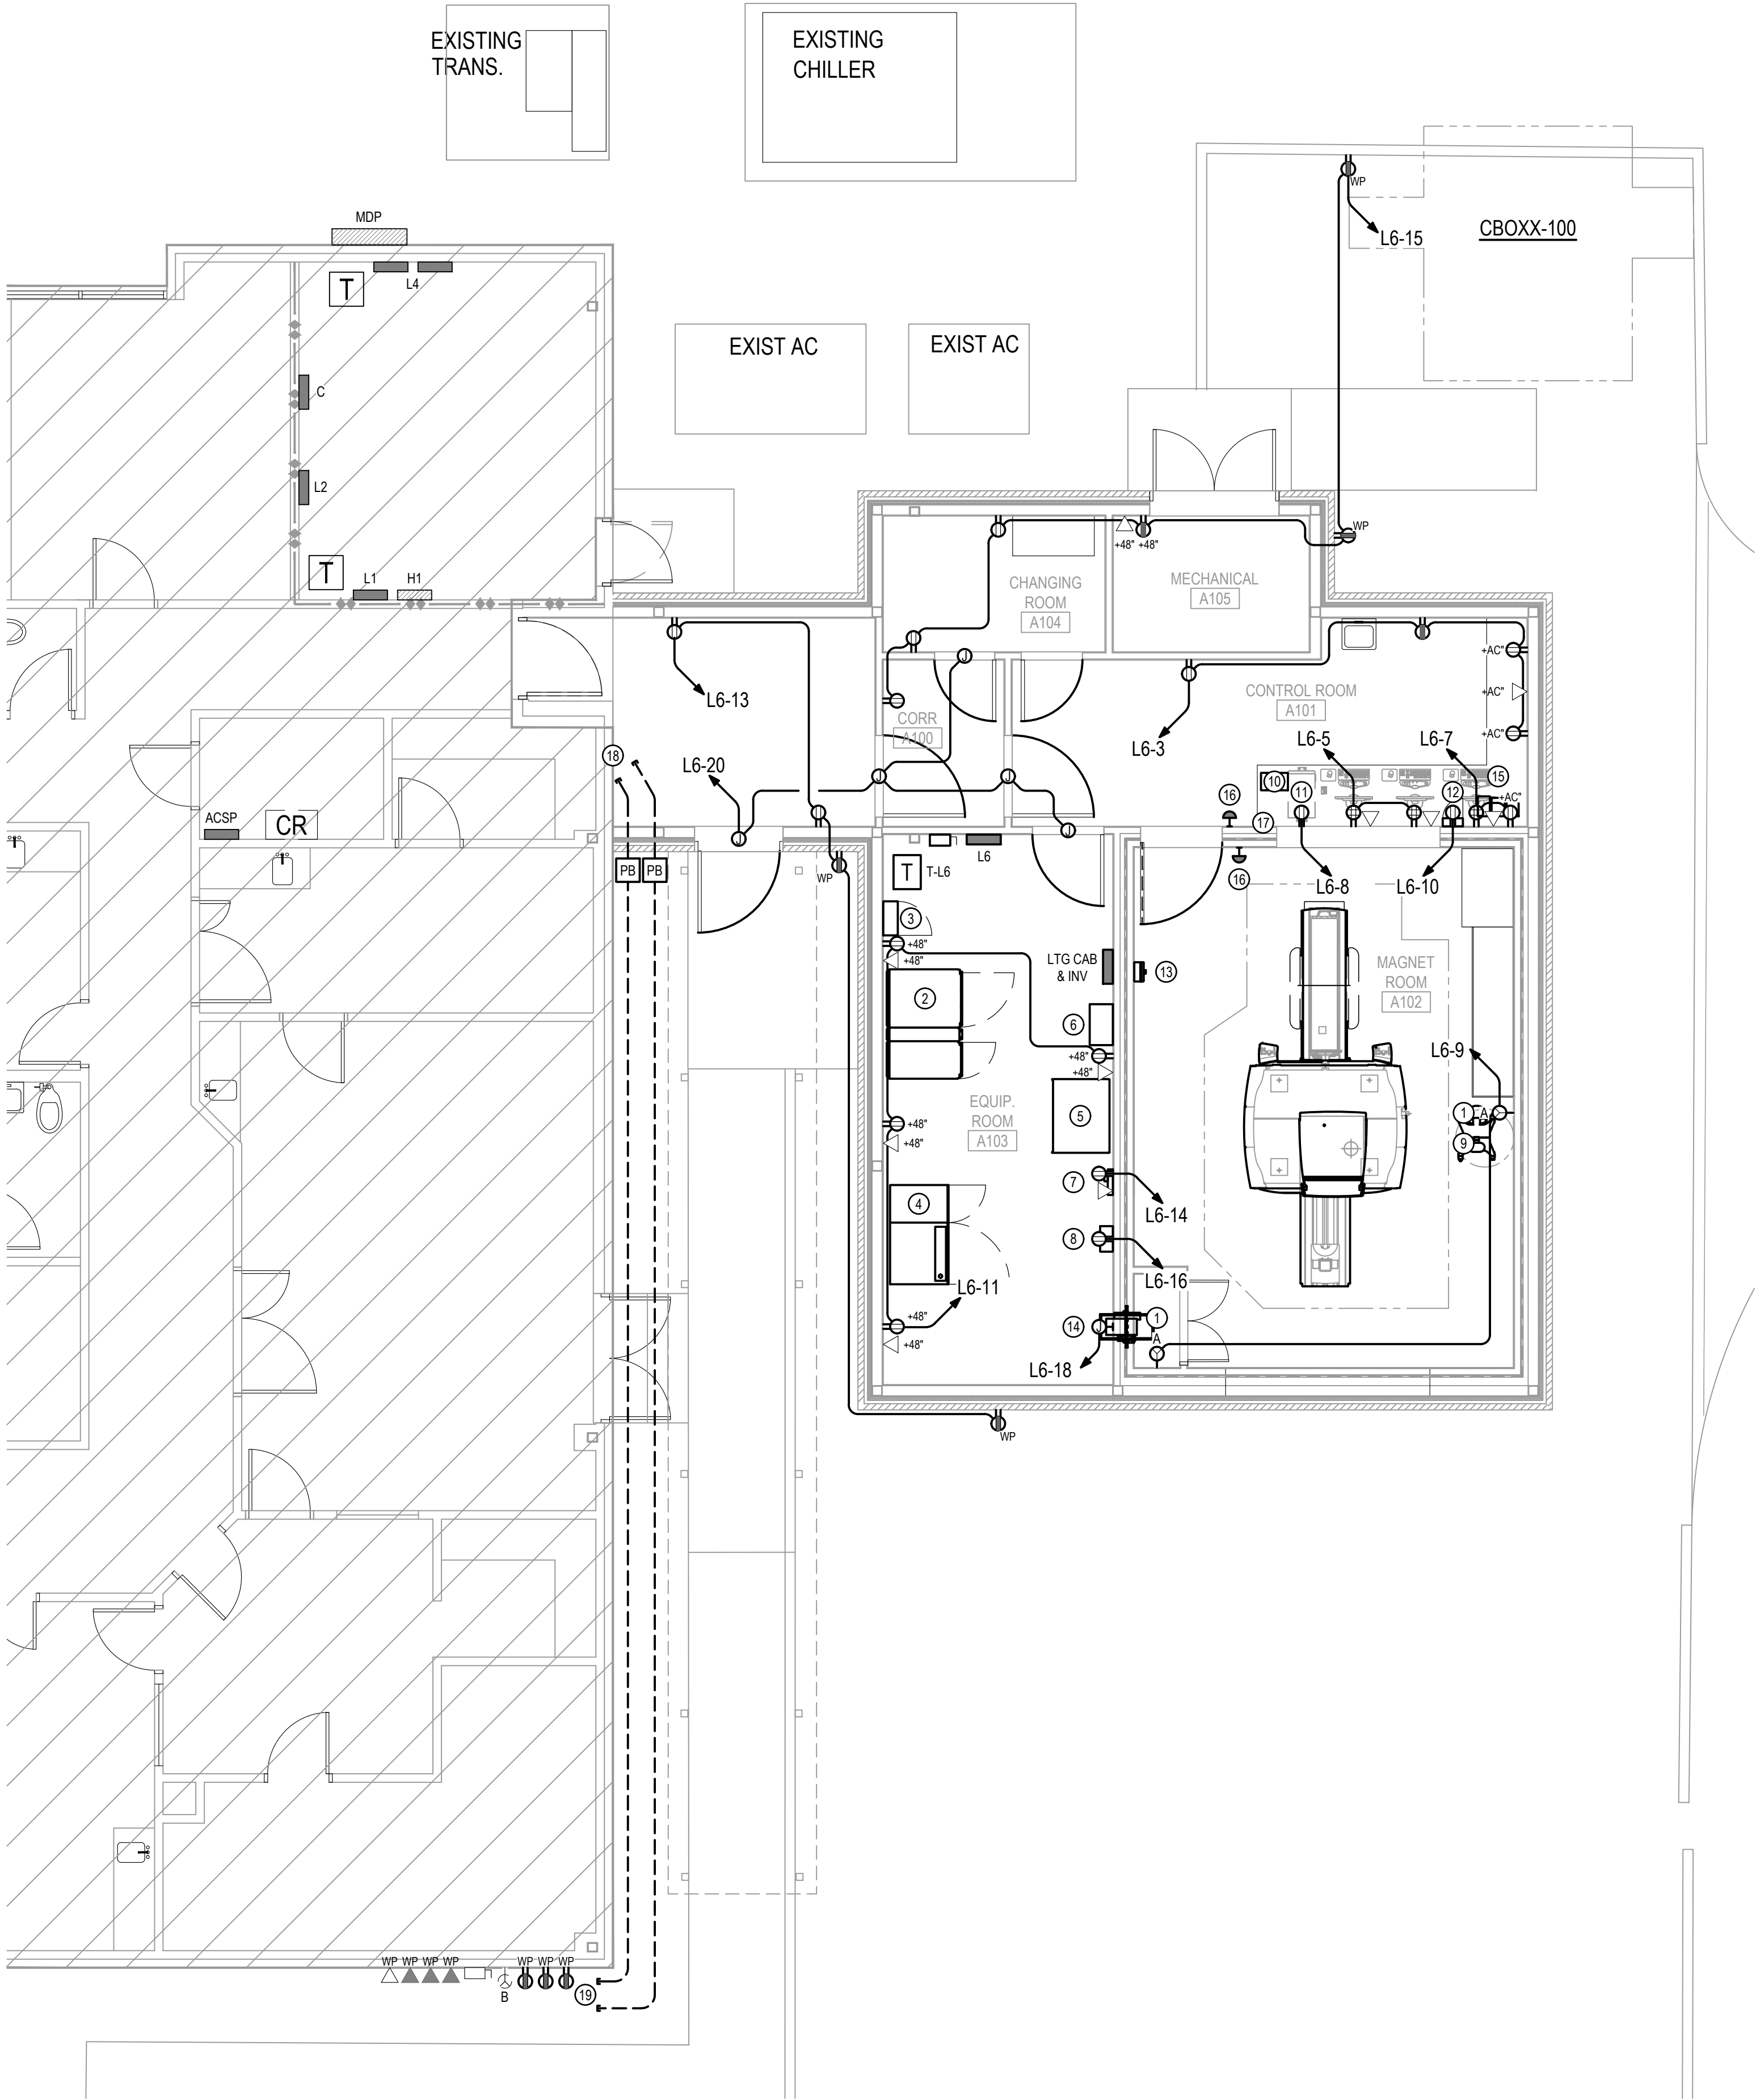 EXISTING
TRANS.
EXISTING
CHILLER
WP
L6-15
CBOXX-100
MDP
T
L4
EXIST AC
EXIST AC
C
L2
T
L1
H1
WP
+48" +48"
CHANGING
ROOM
A104
MECHANICAL
A105
J
+AC"
+AC"
+AC"
L6-13
CORR
A100
CONTROL ROOM
A101
L6-3
L6-5
L6-7
18
L6-20
J
J
10
15
16
11
12
+AC"
ACSP
CR
17
J
J
PB
PB
WP
L6
16
T
T-L6
L6-8
L6-10
3
+48"
+48"
LTG CAB
& INV
13
MAGNET
ROOM
A102
2
6
+48"
+48"
L6-9
EQUIP.
ROOM
A103
5
1
A
9
+48"
+48"
7
4
L6-14
8
L6-16
L6-11
+48"
14
J
1
A
+48"
L6-18
WP
WP WP WP WP
WP WP WP
B
19